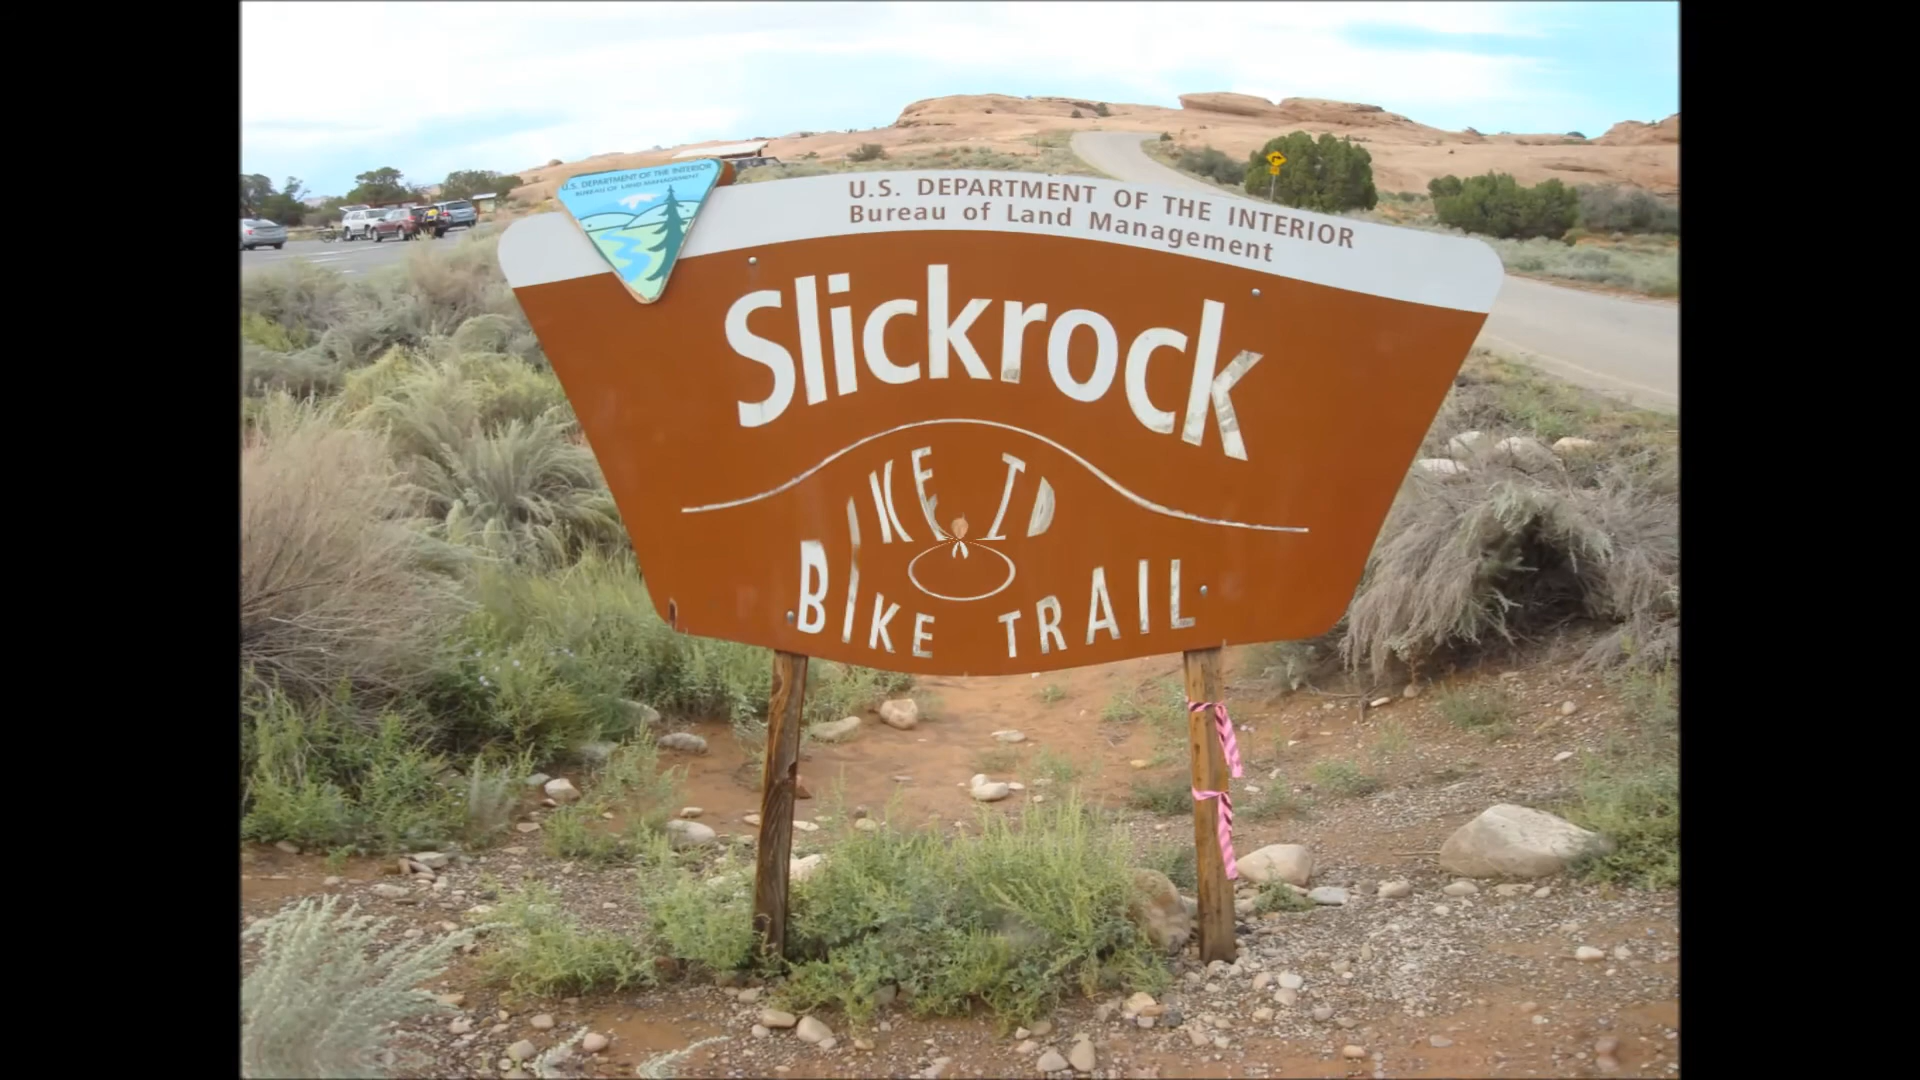 U.S. DEPARTMENT OF THE INTERIOR
BUREAU OF LAND MANAGEMENT
U.S. DEPARTMENT OF THE INTERIOR
Bureau of Land Management
Slickrock
BIKE TRAIL